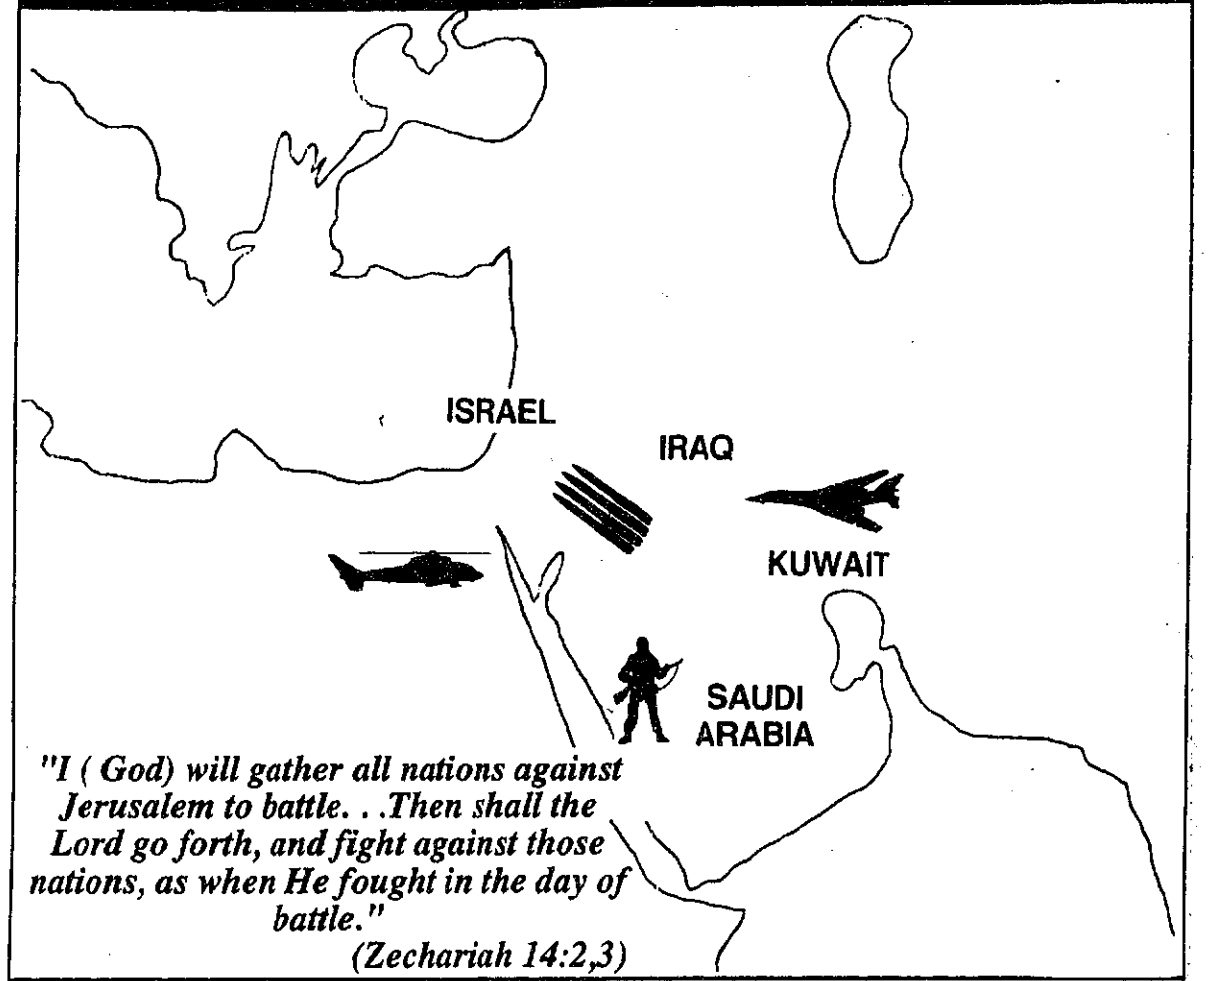 ISRAEL
IRAQ
KUWAIT
SAUDI
ARABIA
"I ( God) will gather all nations against
Jerusalem to battle. . .Then shall the
Lord go forth, and fight against those
nations, as when He fought in the day of
battle."
(Zechariah 14:2,3)